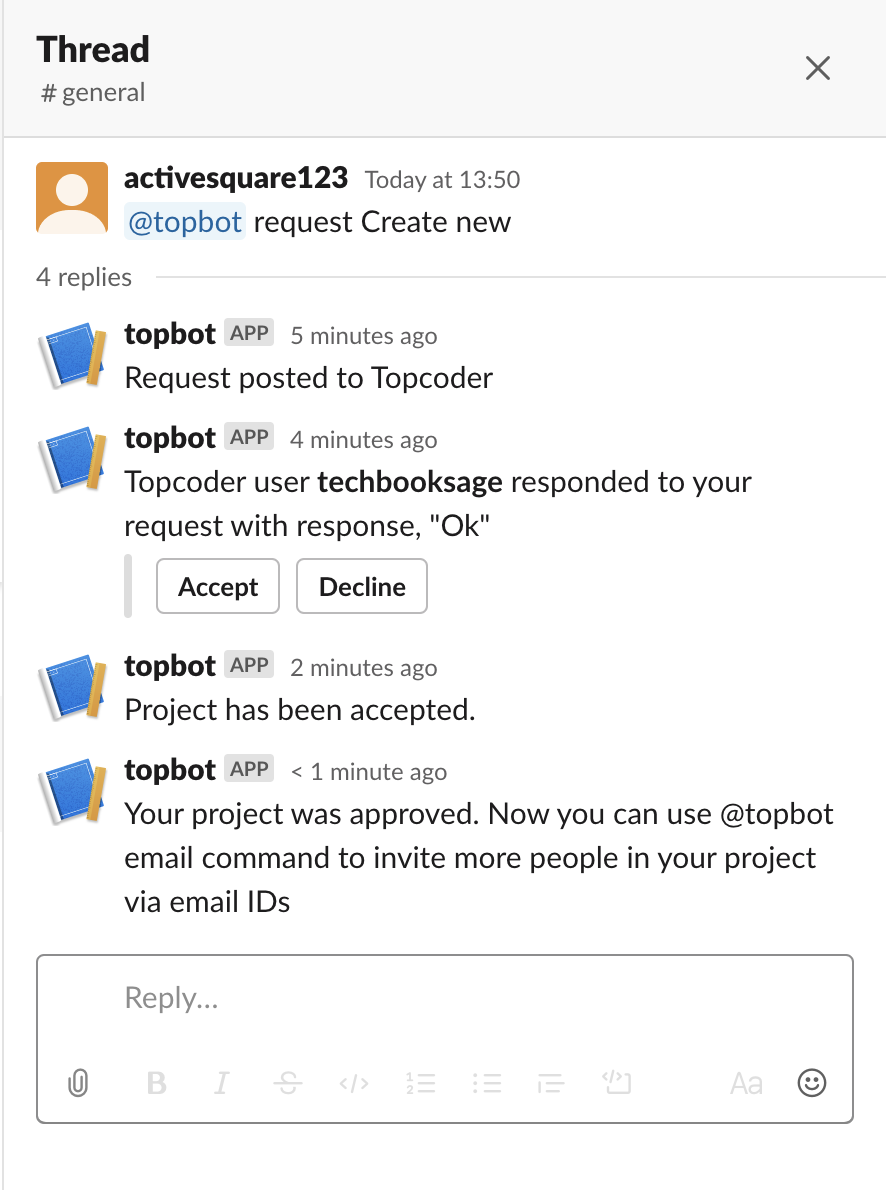 Thread
# general
activesquare123 Today at 13:50
@topbot request Create new
4 replies
topbot APP 5 minutes ago
Request posted to Topcoder
topbot APP 4 minutes ago
Topcoder user techbooksage responded to your
request with response, "Ok"
Accept Decline
topbot APP 2 minutes ago
Project has been accepted.
topbot APP < 1 minute ago
Your project was approved. Now you can use @topbot
email command to invite more people in your project
via email IDs
Reply...
B I S </> Aa